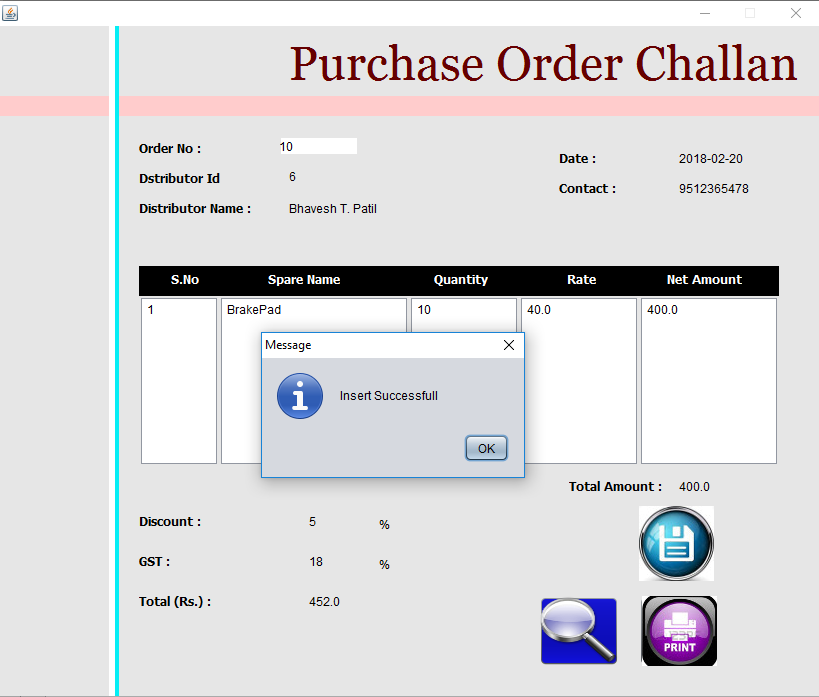 Purchase Order Challan
Order No : 10
Date : 2018-02-20
Dstributor Id 6
Contact : 9512365478
Distributor Name : Bhavesh T. Patil
S.No Spare Name Quantity Rate Net Amount
1 BrakePad 10 40.0 400.0
Message
Insert Successfull
OK
Total Amount : 400.0
Discount : 5 %
GST : 18 %
Total (Rs.) : 452.0
PRINT